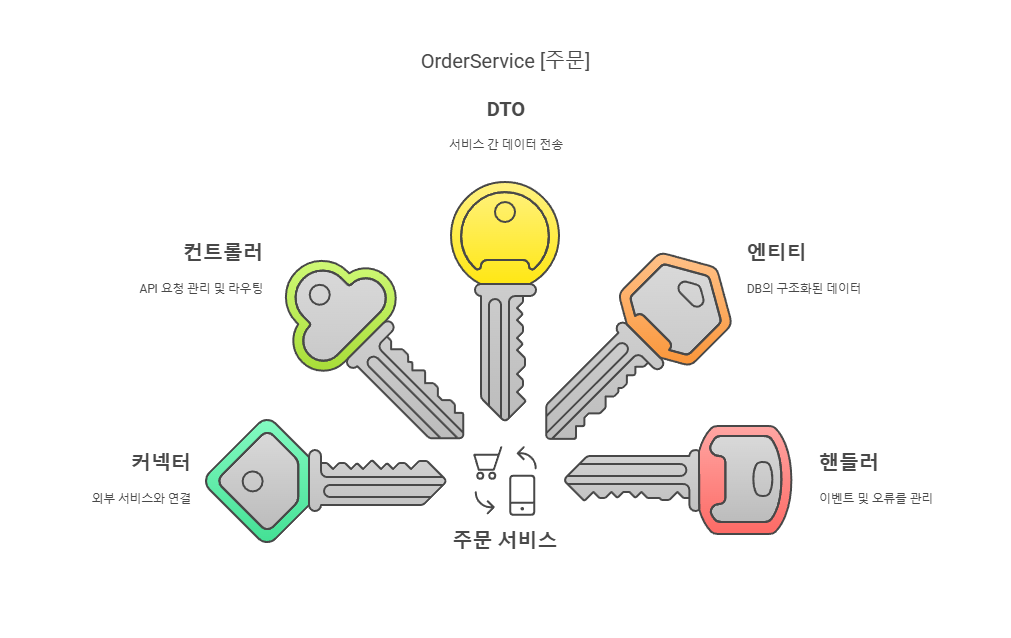 OrderService [주문]
DTO
서비스 간 데이터 전송
컨트롤러
API 요청 관리 및 라우팅
엔티티
DB의 구조화된 데이터
커넥터
외부 서비스와 연결
핸들러
이벤트 및 오류를 관리
주문 서비스